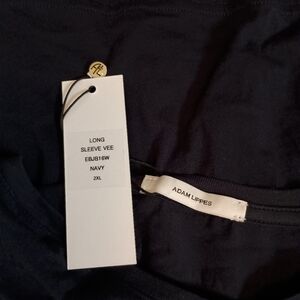 LONG
SLEEVE VEE
EBJB16W
NAVY
2XL
ADAM LIPPES